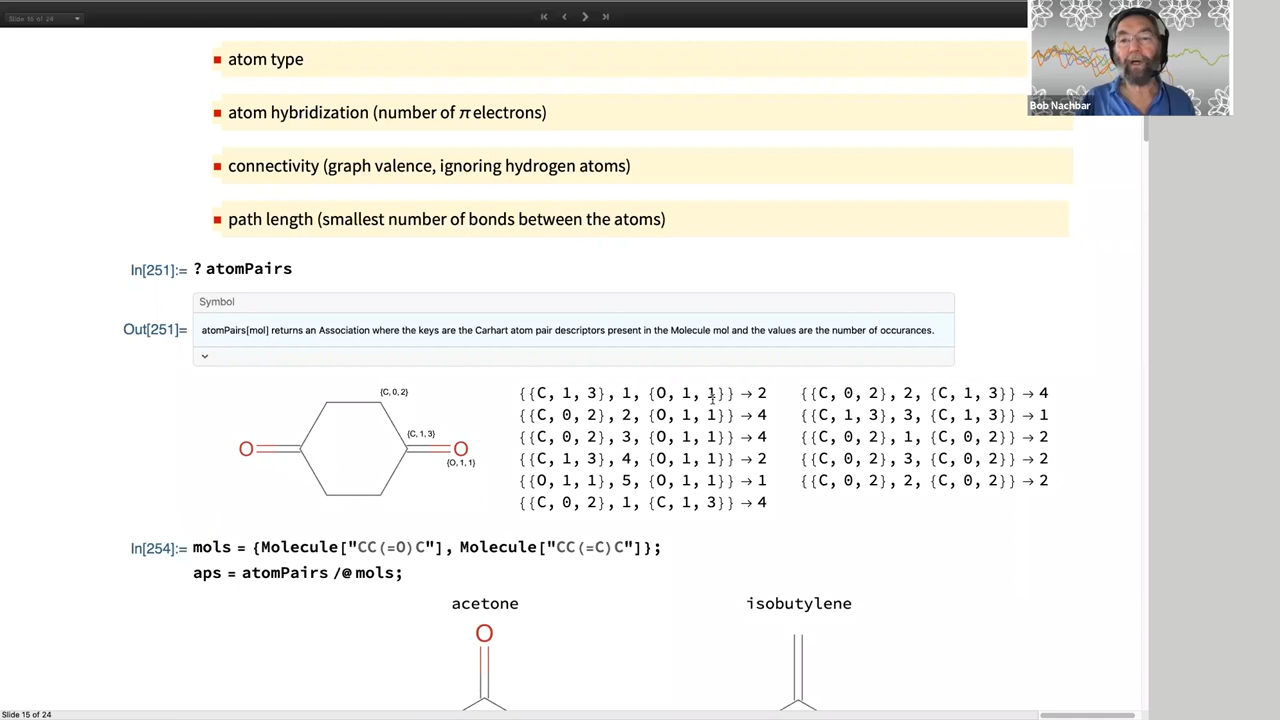 Slide 15 of 24
Bob Nachbar
atom type
atom hybridization (number of π electrons)
connectivity (graph valence, ignoring hydrogen atoms)
path length (smallest number of bonds between the atoms)
In[251]:= ? atomPairs
Symbol
Out[251]= atomPairs[mol] returns an Association where the keys are the Carhart atom pair descriptors present in the Molecule mol and the values are the number of occurances.
{C, 0, 2}
{C, 1, 3}
O
O
{O, 1, 1}
{{C, 1, 3}, 1, {O, 1, 1}} → 2
{{C, 0, 2}, 2, {O, 1, 1}} → 4
{{C, 0, 2}, 3, {O, 1, 1}} → 4
{{C, 1, 3}, 4, {O, 1, 1}} → 2
{{O, 1, 1}, 5, {O, 1, 1}} → 1
{{C, 0, 2}, 1, {C, 1, 3}} → 4
{{C, 0, 2}, 2, {C, 1, 3}} → 4
{{C, 1, 3}, 3, {C, 1, 3}} → 1
{{C, 0, 2}, 1, {C, 0, 2}} → 2
{{C, 0, 2}, 3, {C, 0, 2}} → 2
{{C, 0, 2}, 2, {C, 0, 2}} → 2
In[254]:= mols = {Molecule["CC(=O)C"], Molecule["CC(=C)C"]};
aps = atomPairs /@ mols;
acetone
isobutylene
O
Slide 15 of 24